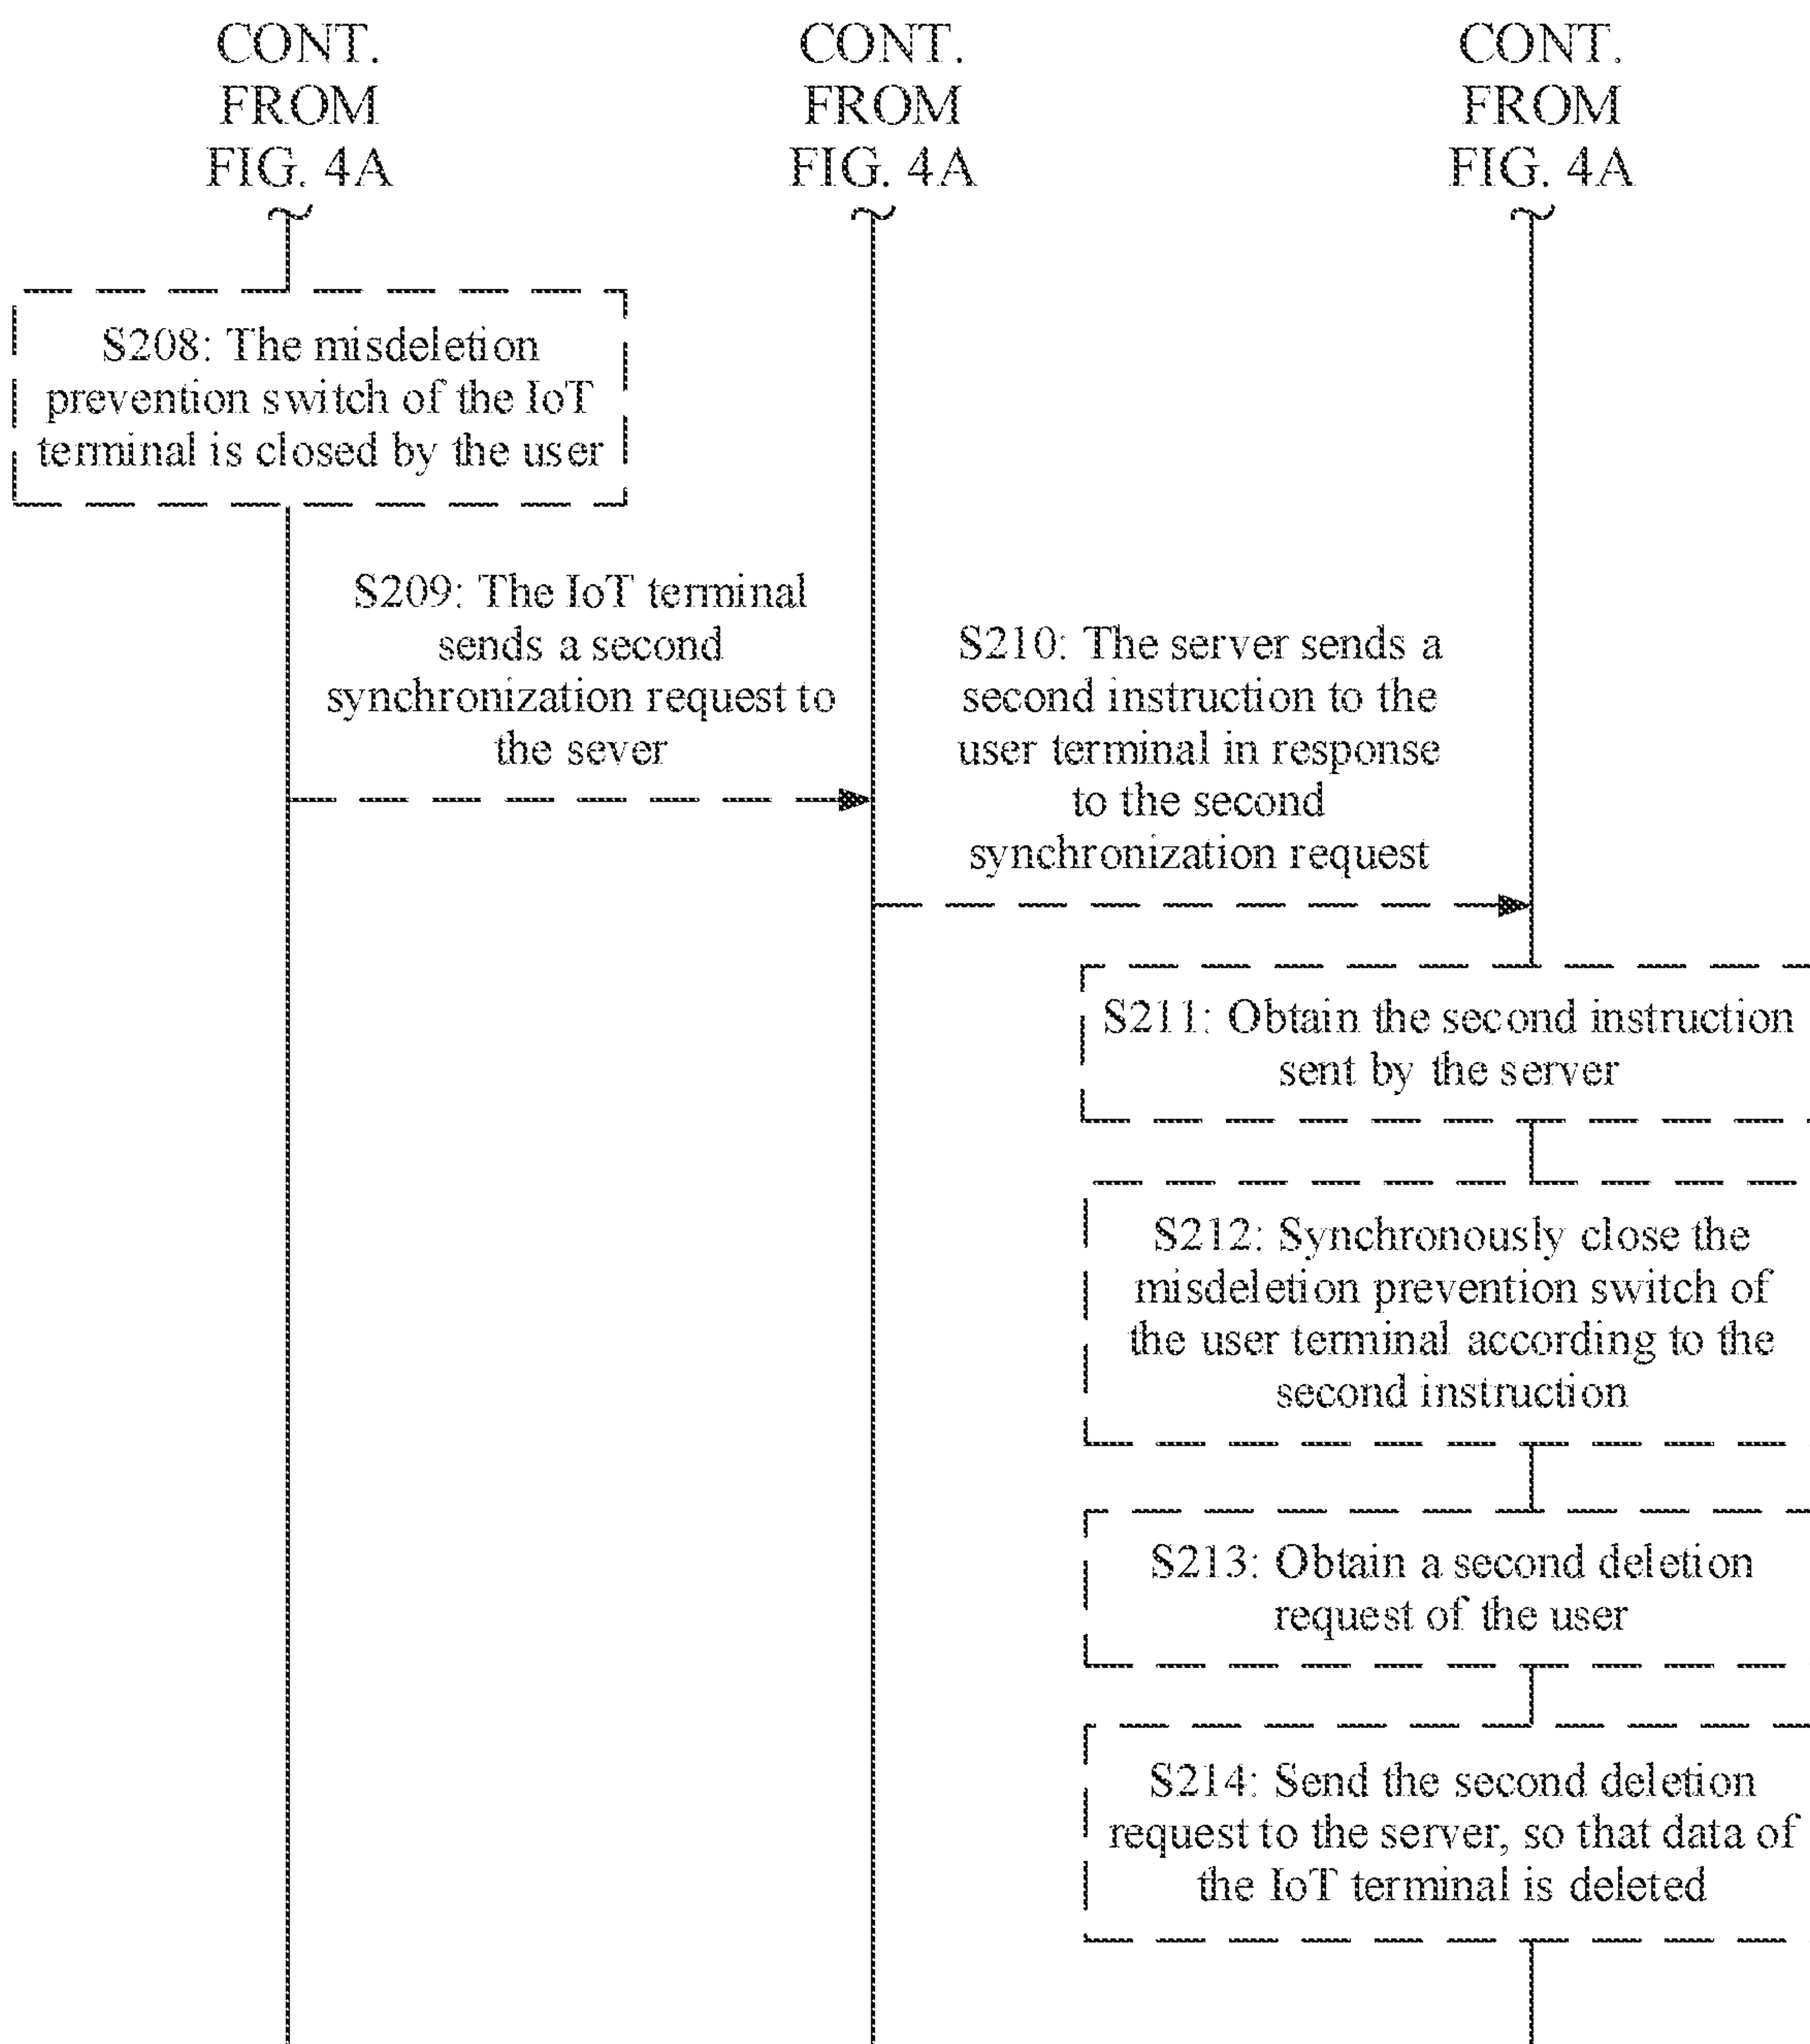 CONT.
FROM
FIG. 4A
CONT.
FROM
FIG. 4A
CONT.
FROM
FIG. 4A
S208: The misdeletion
prevention switch of the IoT
terminal is closed by the user
S209: The IoT terminal
sends a second
synchronization request to
the sever
S210: The server sends a
second instruction to the
user terminal in response
to the second
synchronization request
S211: Obtain the second instruction
sent by the server
S212: Synchronously close the
misdeletion prevention switch of
the user terminal according to the
second instruction
S213: Obtain a second deletion
request of the user
S214: Send the second deletion
request to the server, so that data of
the IoT terminal is deleted